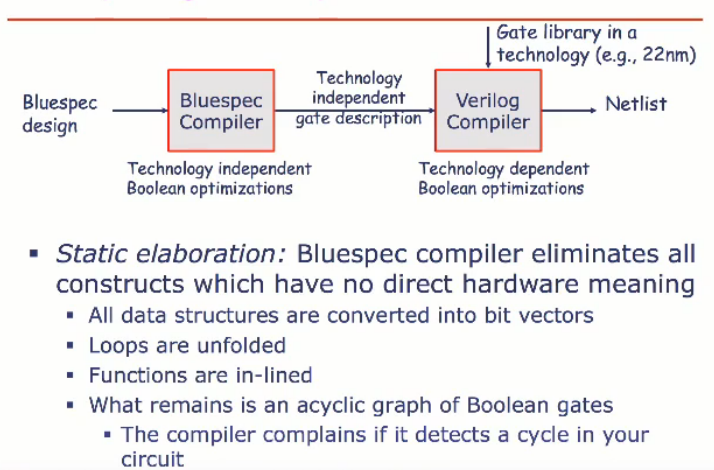 Gate library in a
technology (e.g., 22nm)
Bluespec
design
Bluespec
Compiler
Technology
independent
gate description
Verilog
Compiler
Netlist
Technology independent
Boolean optimizations
Technology dependent
Boolean optimizations
▪ Static elaboration: Bluespec compiler eliminates all
constructs which have no direct hardware meaning
▪ All data structures are converted into bit vectors
▪ Loops are unfolded
▪ Functions are in-lined
▪ What remains is an acyclic graph of Boolean gates
▪ The compiler complains if it detects a cycle in your
circuit